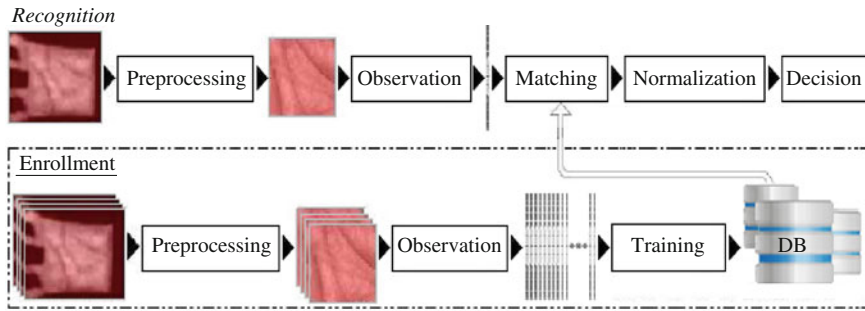 Recognition
Preprocessing Observation Matching Normalization Decision
Enrollment
Preprocessing Observation Training DB